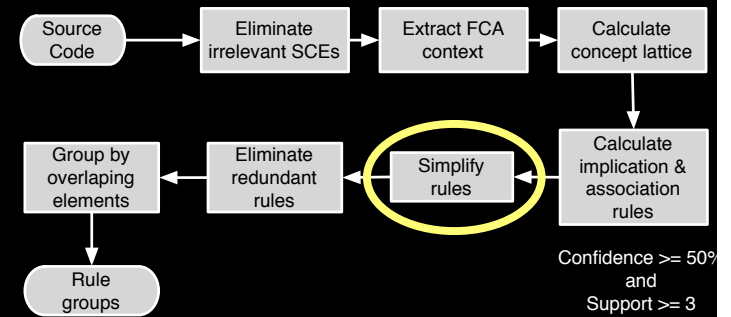 Source
Code
Eliminate
irrelevant SCEs
Extract FCA
context
Calculate
concept lattice
Group by
overlaping
elements
Eliminate
redundant
rules
Simplify
rules
Calculate
implication &
association
rules
Rule
groups
Confidence >= 50%
and
Support >= 3